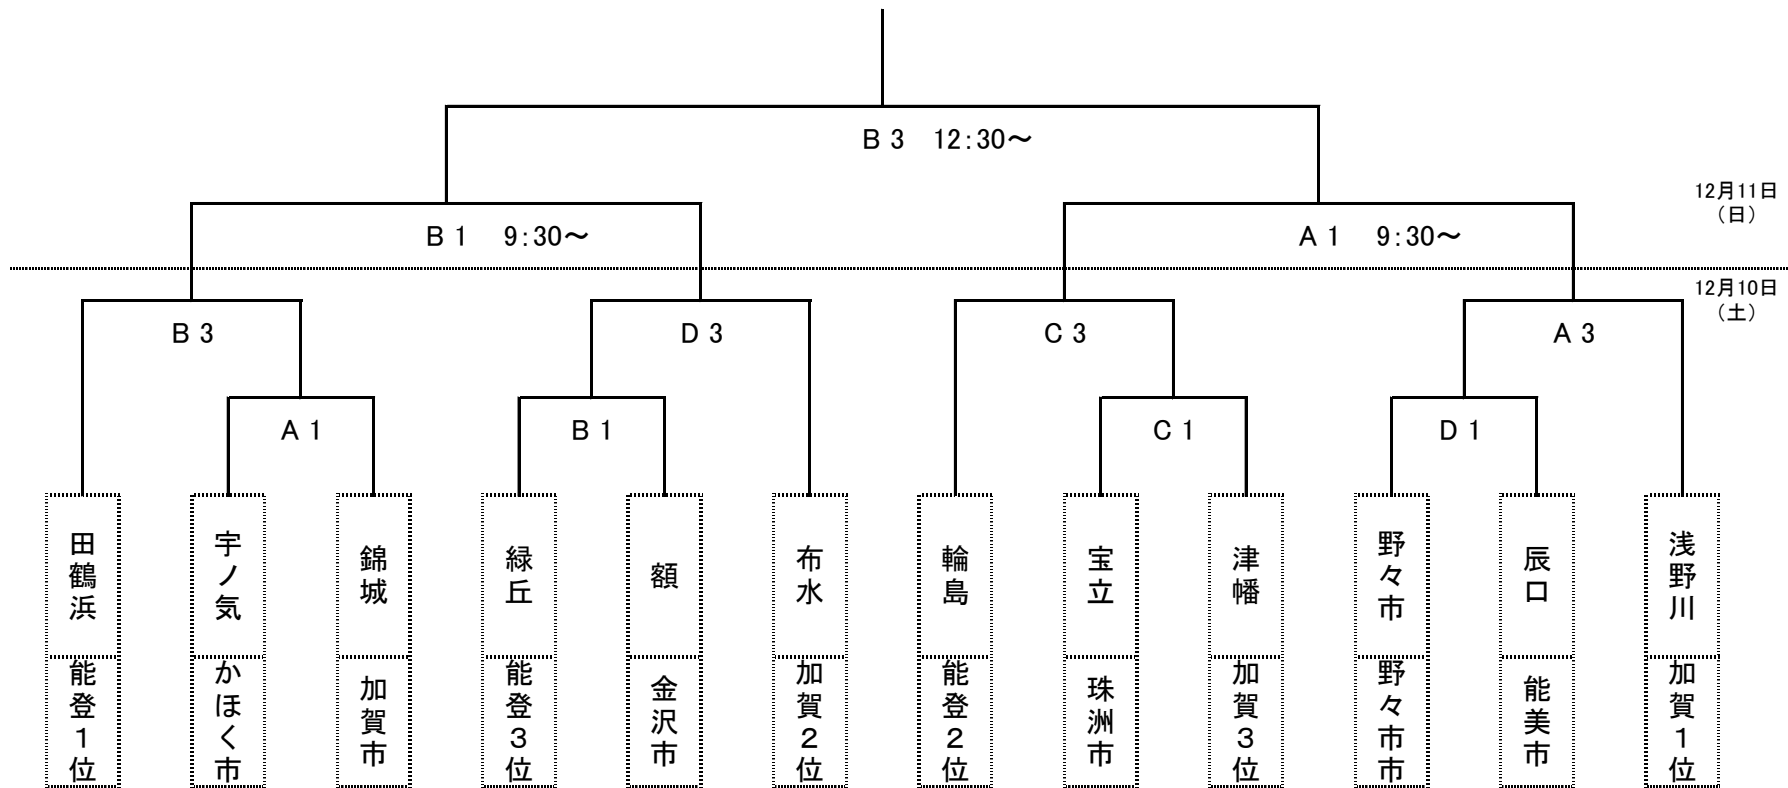 Ｂ３　12:30～
12月11日
（日）
Ｂ１　9:30～
Ａ１　9:30～
12月10日
（土）
Ｂ３
Ｄ３
Ｃ３
Ａ３
Ａ１
Ｂ１
Ｃ１
Ｄ１
田鶴浜
宇ノ気
錦城
緑丘
額
布水
輪島
宝立
津幡
野々市
辰口
浅野川
能登１位
かほく市
加賀市
能登３位
金沢市
加賀２位
能登２位
珠洲市
加賀３位
野々市市
能美市
加賀１位